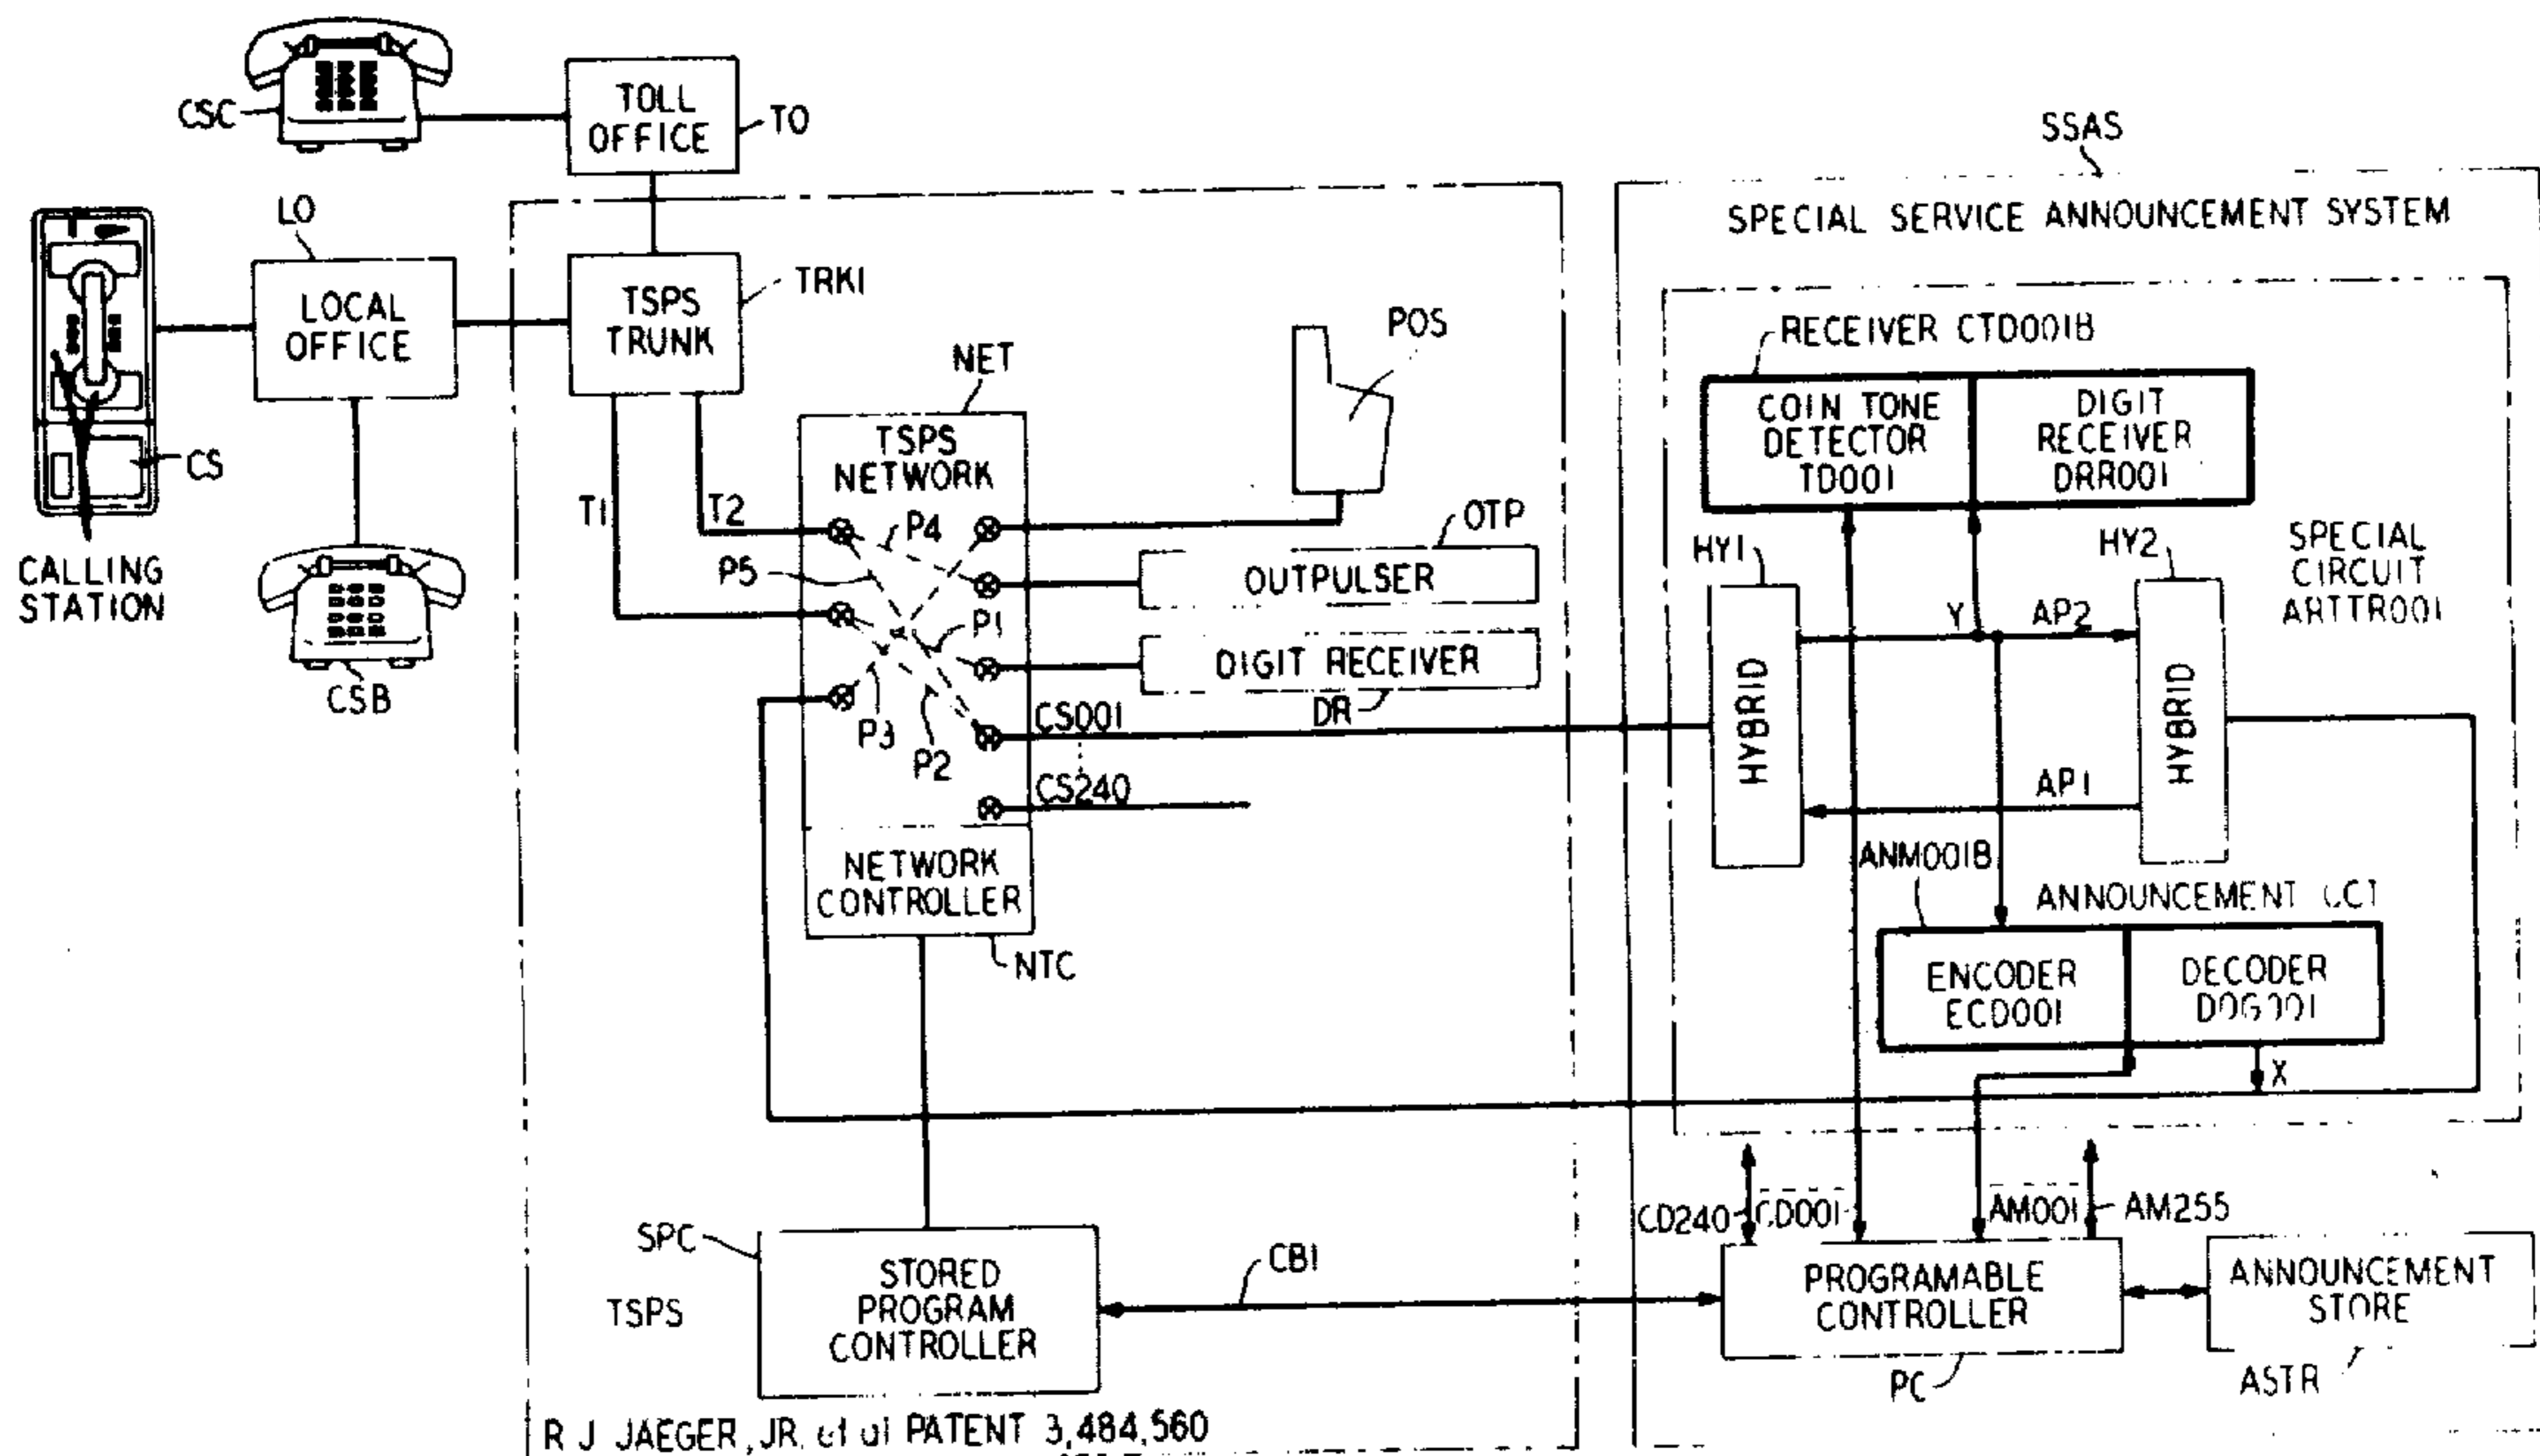 CSC
TOLL
OFFICE
TO
SSAS
SPECIAL SERVICE ANNOUNCEMENT SYSTEM
LO
LOCAL
OFFICE
TSPS
TRUNK
TRK1
CS
CALLING
STATION
CSB
T1
T2
NET
TSPS
NETWORK
P4
P5
P1
P3
P2
POS
OTP
OUTPULSER
DIGIT RECEIVER
DR
CS001
CS240
NETWORK
CONTROLLER
NTC
RECEIVER CTD001B
COIN TONE
DETECTOR
TD001
DIGIT
RECEIVER
DRR001
HY1
HYBRID
HY2
HYBRID
SPECIAL
CIRCUIT
Y
AP2
AP1
ANM001B
ANNOUNCEMENT
ENCODER
ECD001
DECODER
X
CD240
CD001
AM001
AM255
SPC
TSPS
STORED
PROGRAM
CONTROLLER
CB1
PROGRAMABLE
CONTROLLER
PC
ANNOUNCEMENT
STORE
ASTR
R J JAEGER, JR. et al PATENT 3,484,560